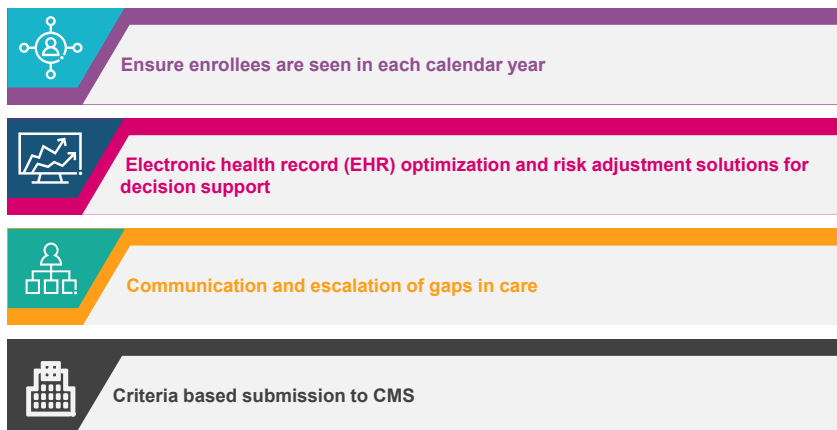 Ensure enrollees are seen in each calendar year
Electronic health record (EHR) optimization and risk adjustment solutions for
decision support
Communication and escalation of gaps in care
Criteria based submission to CMS